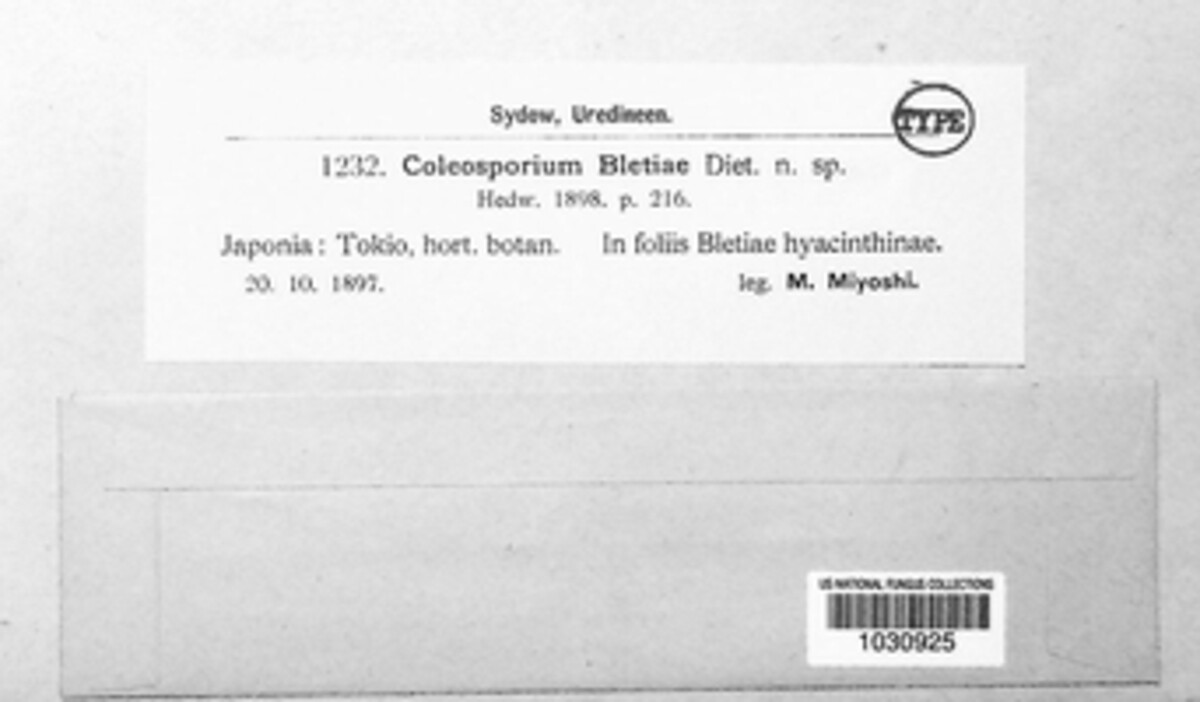 Sydow, Uredineen.
TYPE
1232. Coleosporium Bletiae Diet. n. sp.
Hedw. 1898. p. 216.
Japonia: Tokio, hort. botan. In foliis Bletiae hyacinthinae.
20. 10. 1897. leg. M. Miyoshi.
US NATIONAL FUNGUS COLLECTIONS
1030925